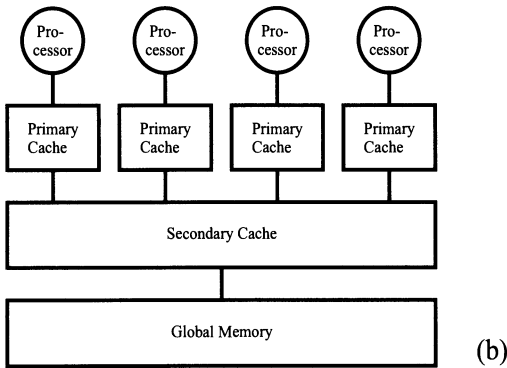 Pro-
cessor
Pro-
cessor
Pro-
cessor
Pro-
cessor
Primary
Cache
Primary
Cache
Primary
Cache
Primary
Cache
Secondary Cache
Global Memory
(b)